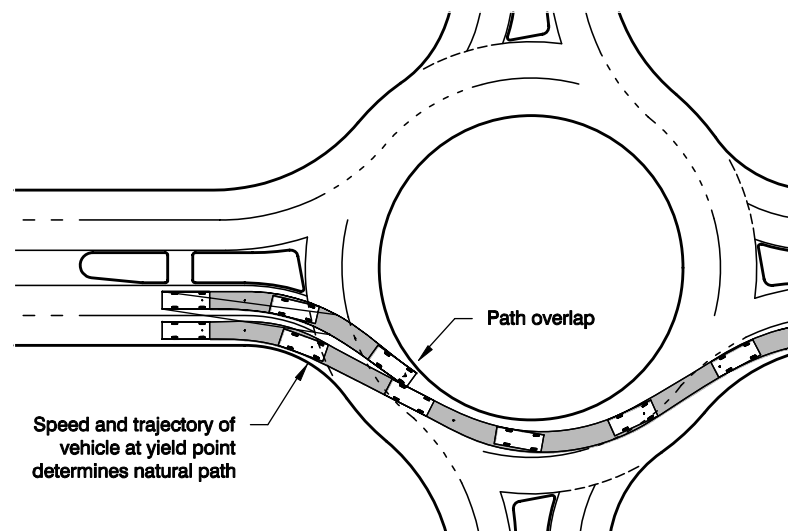 Path overlap
Speed and trajectory of
vehicle at yield point
determines natural path